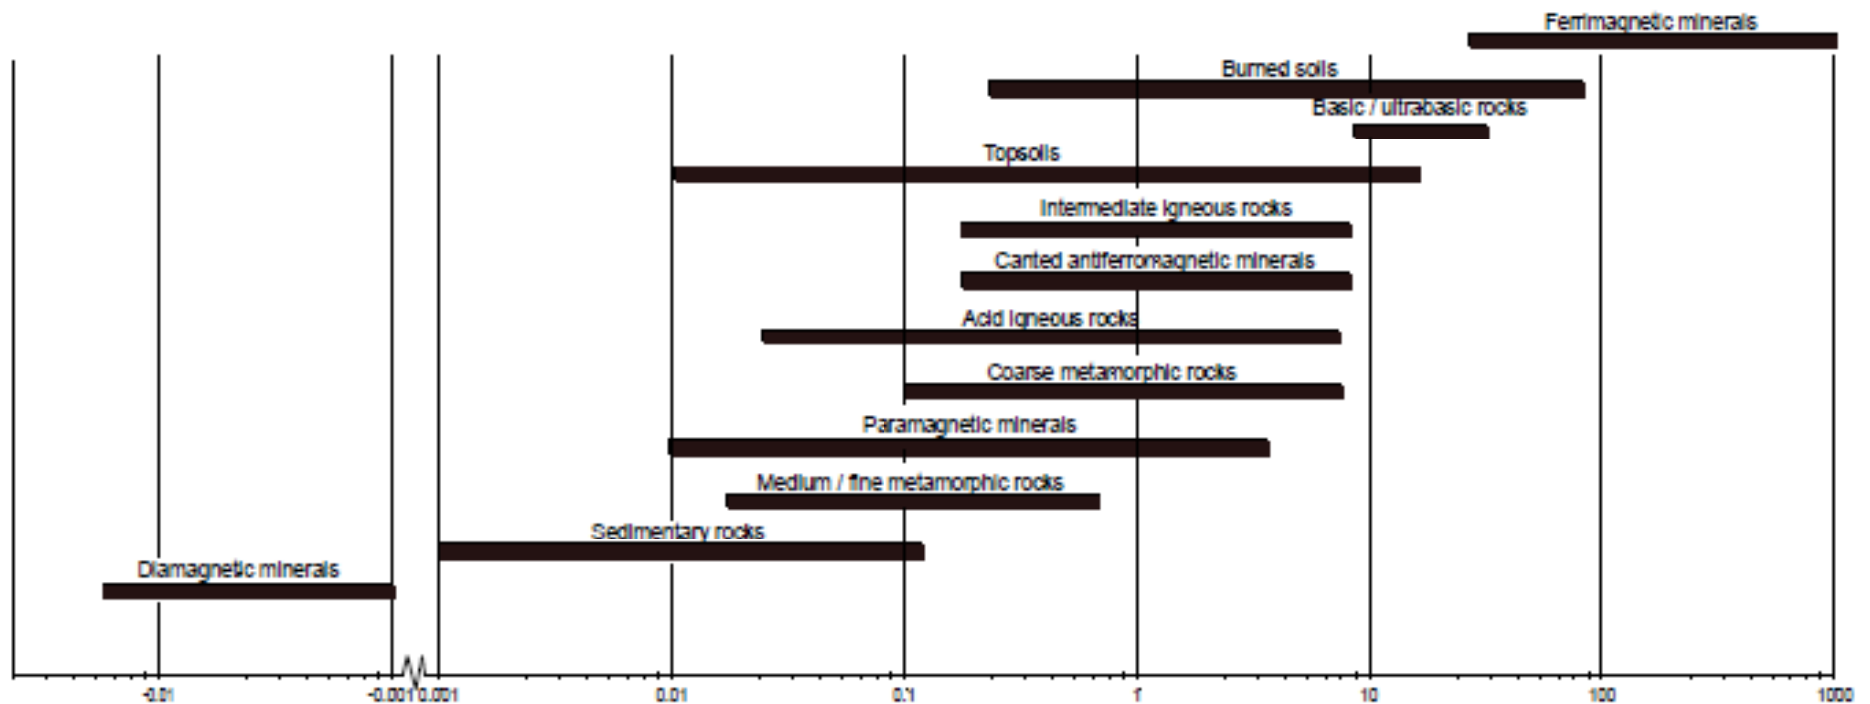 Ferrimagnetic minerals
Burned soils
Basic / ultrabasic rocks
Topsoils
Intermediate igneous rocks
Canted antiferromagnetic minerals
Acid igneous rocks
Coarse metamorphic rocks
Paramagnetic minerals
Medium / fine metamorphic rocks
Sedimentary rocks
Diamagnetic minerals
-0.01 -0.001 0.001 0.01 0.1 1 10 100 1000